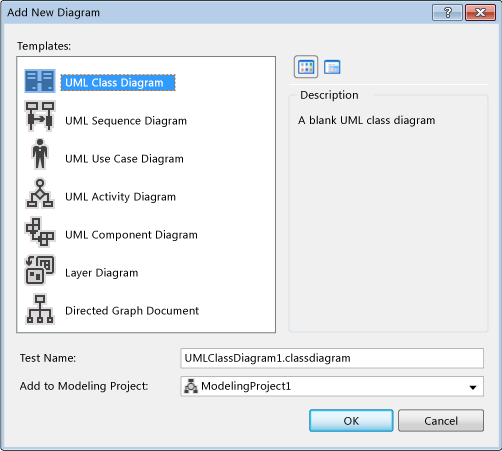 Add New Diagram
Templates:
UML Class Diagram
UML Sequence Diagram
UML Use Case Diagram
UML Activity Diagram
UML Component Diagram
Layer Diagram
Directed Graph Document
Description
A blank UML class diagram
Test Name:
UMLClassDiagram1.classdiagram
Add to Modeling Project:
ModelingProject1
OK
Cancel